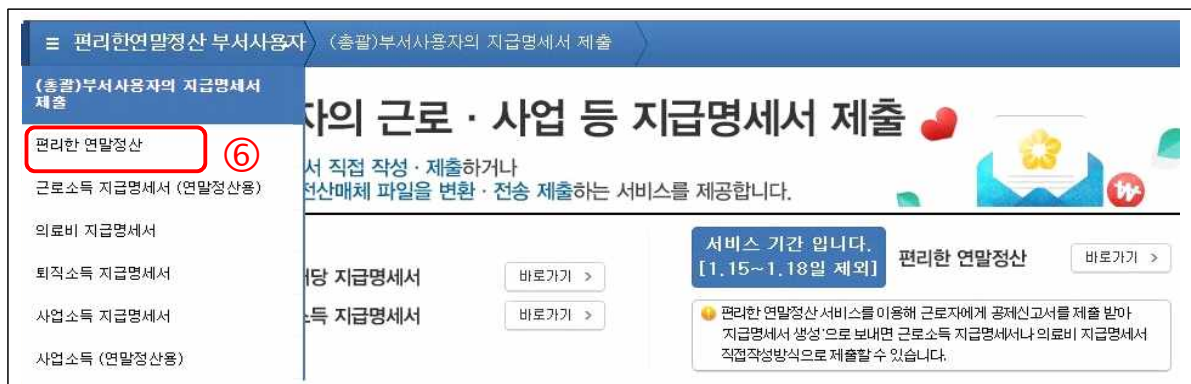 ≡ 편리한연말정산 부서사용자 (총괄)부서사용자의 지급명세서 제출
(총괄)부서사용자의 지급명세서
제출
편리한 연말정산 ⑥
근로소득 지급명세서 (연말정산용)
의료비 지급명세서
퇴직소득 지급명세서
사업소득 지급명세서
사업소득 (연말정산용)
자의 근로 · 사업 등 지급명세서 제출
서 직접 작성 · 제출하거나
전산매체 파일을 변환 · 전송 제출하는 서비스를 제공합니다.
해당 지급명세서 바로가기 >
소득 지급명세서 바로가기 >
서비스 기간 입니다.
[1.15~1.18일 제외]
편리한 연말정산 바로가기 >
편리한 연말정산 서비스를 이용해 근로자에게 공제신고서를 제출 받아
'지급명세서 생성'으로 보내면 근로소득 지급명세서나 의료비 지급명세서
직접작성방식으로 제출할 수 있습니다.